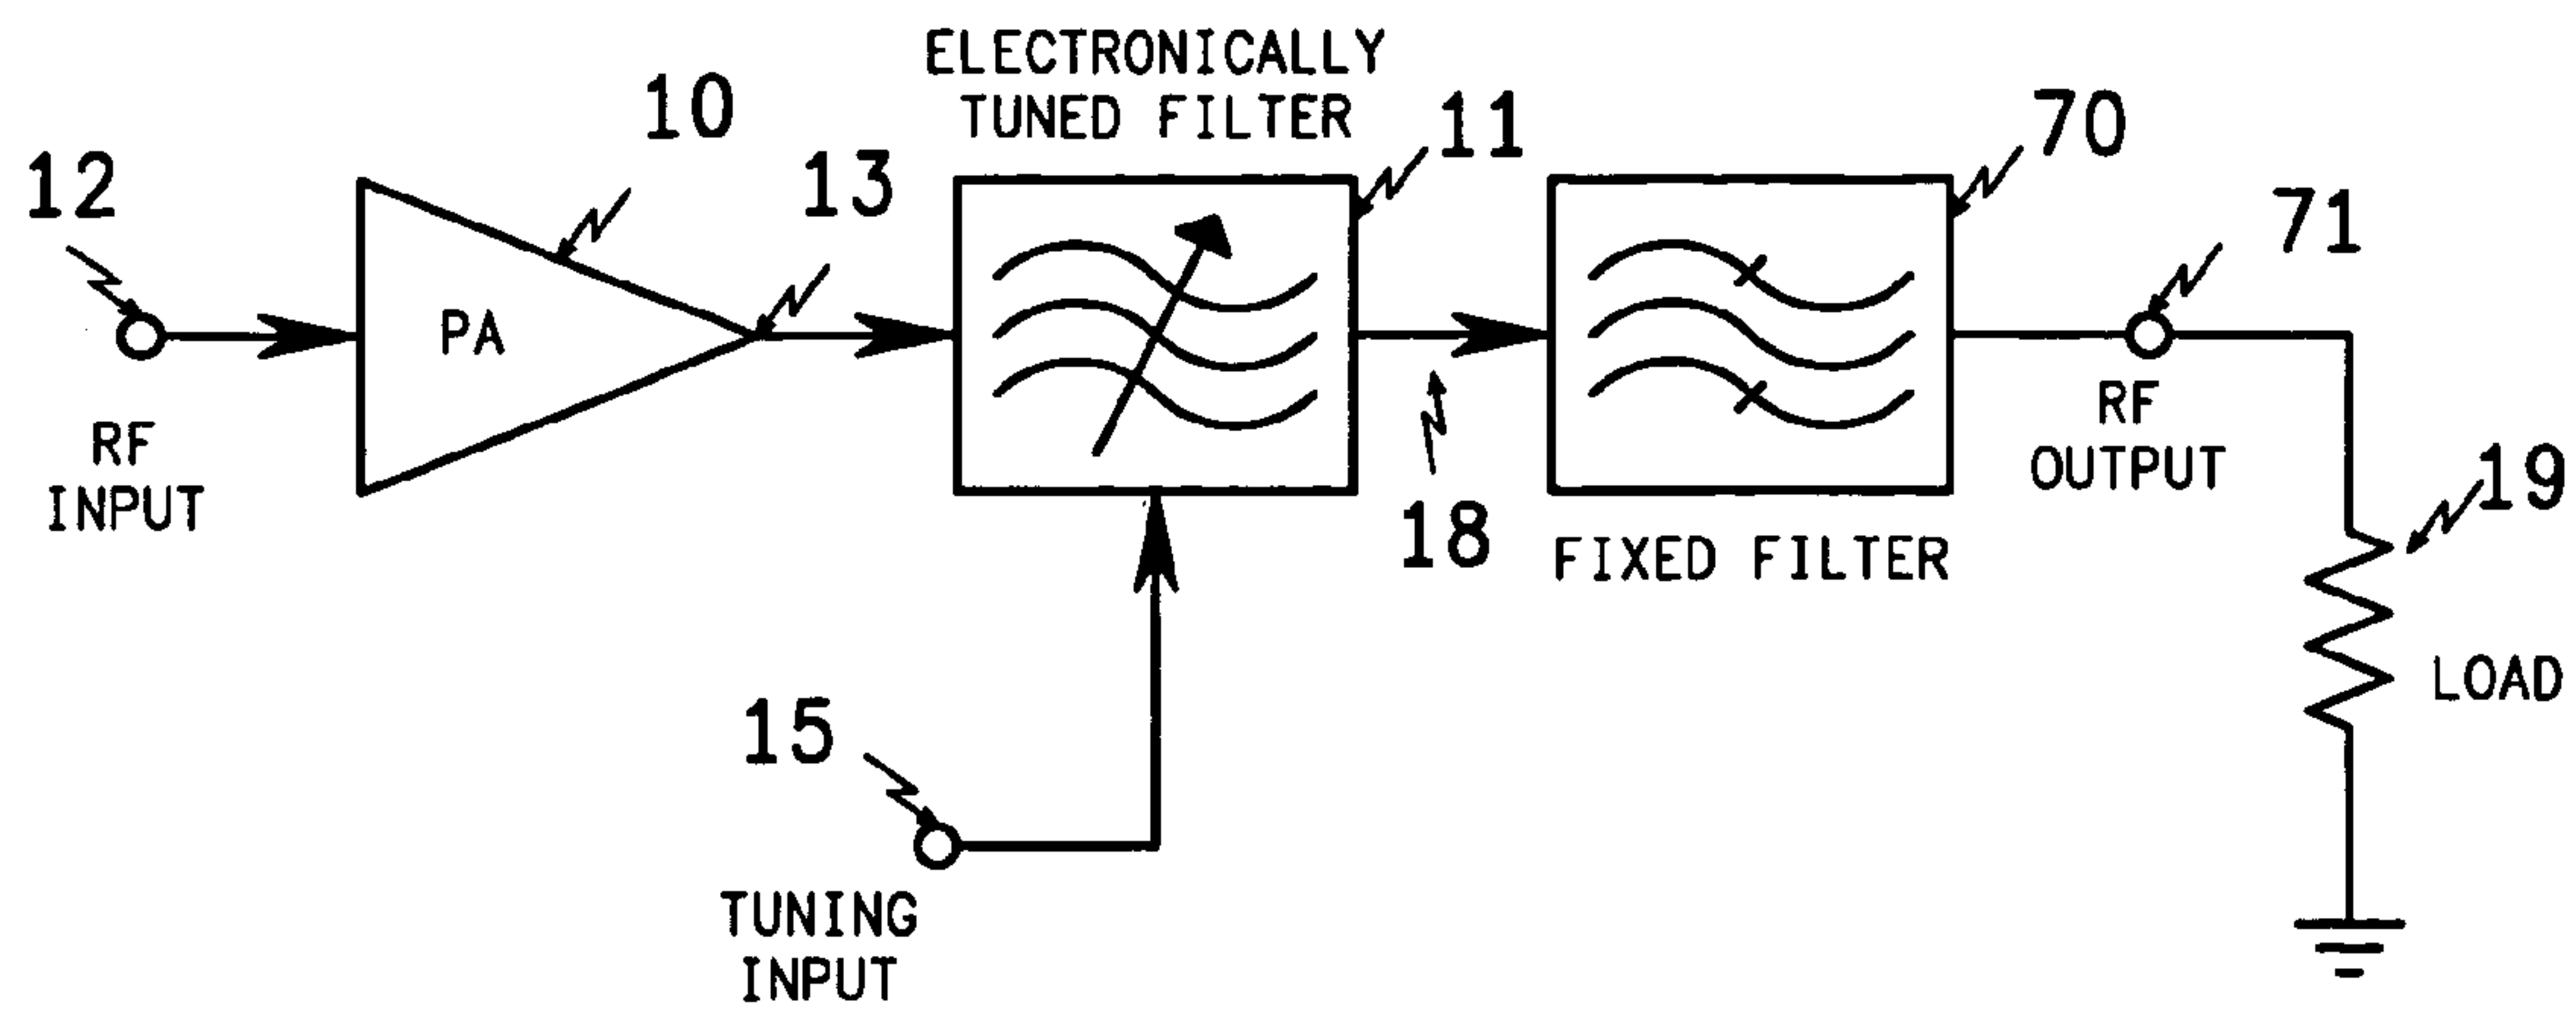 ELECTRONICALLY
TUNED FILTER
10
11
70
12
13
71
PA
RF
INPUT
RF
OUTPUT
18
FIXED FILTER
19
LOAD
15
TUNING
INPUT